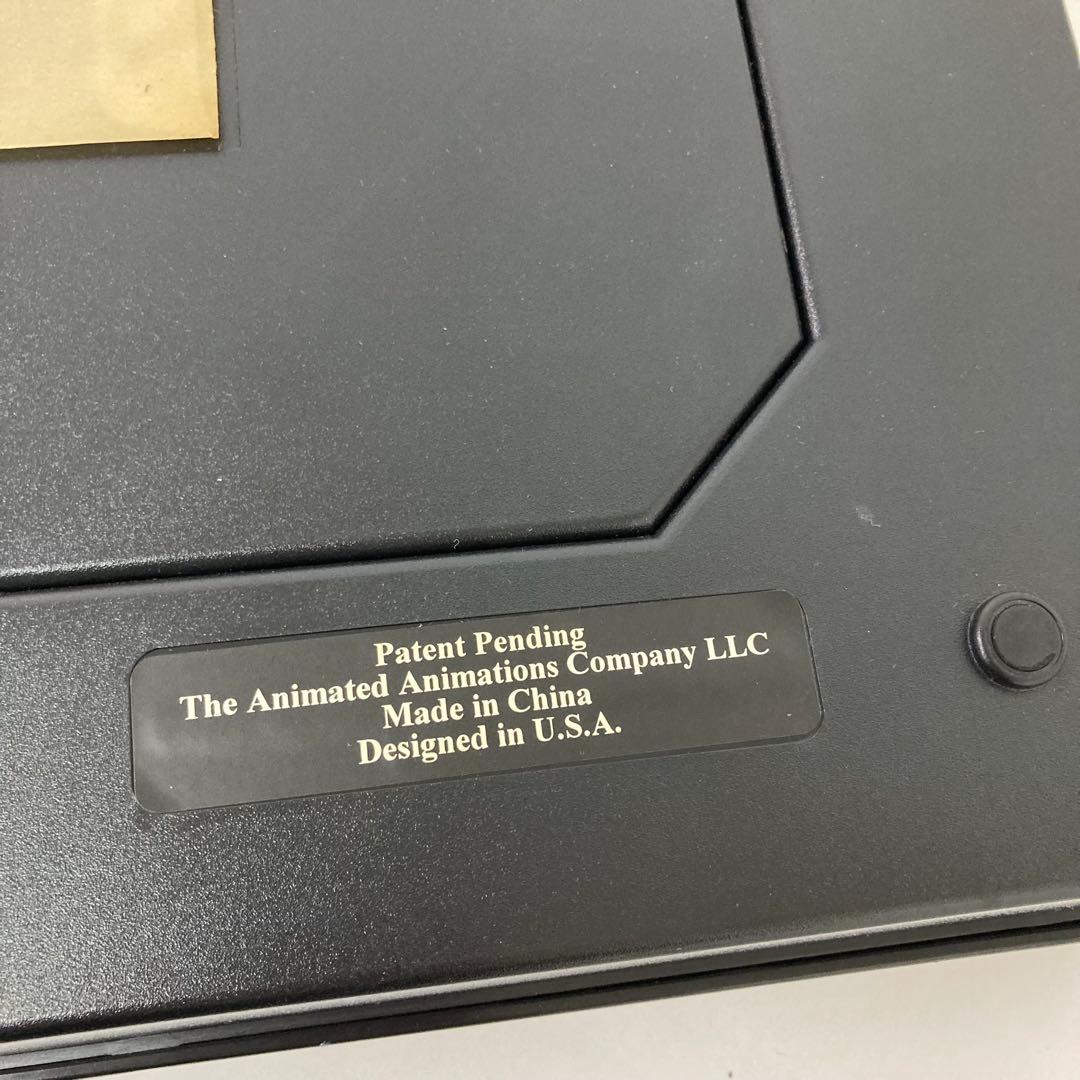 Patent Pending
The Animated Animations Company LLC
Made in China
Designed in U.S.A.